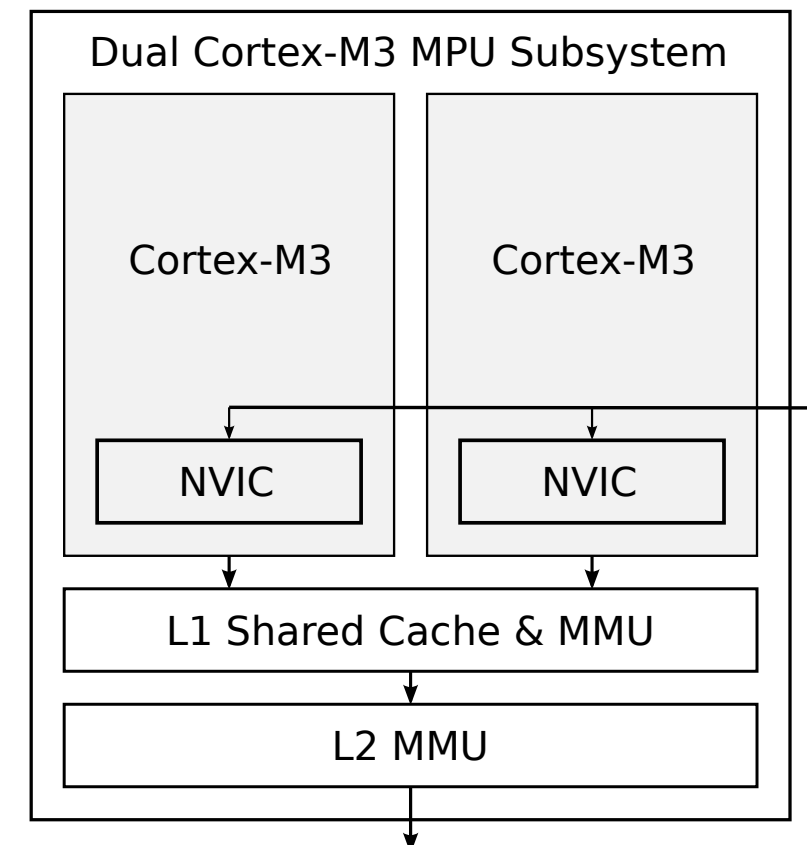 Dual Cortex-M3 MPU Subsystem
Cortex-M3
Cortex-M3
NVIC
NVIC
L1 Shared Cache & MMU
L2 MMU